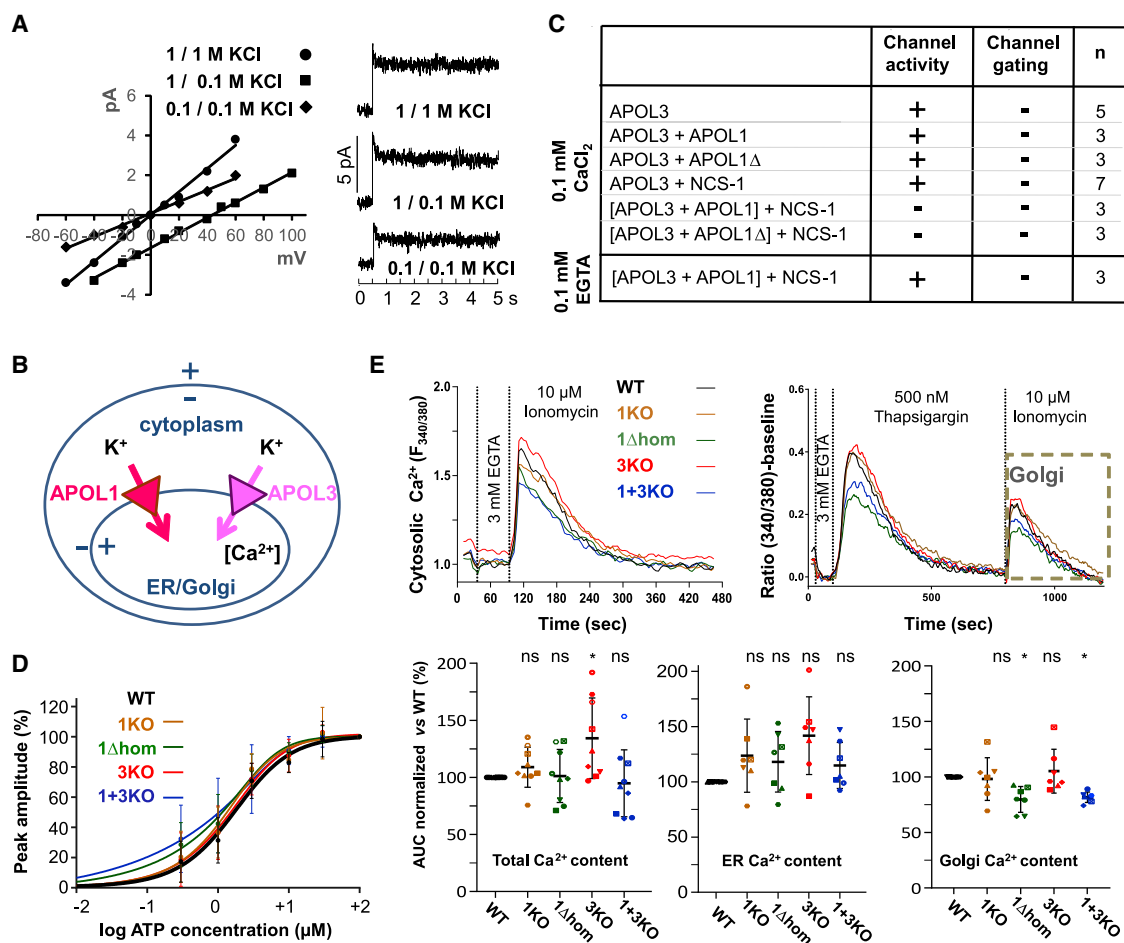 A
1 / 1 M KCl
1 / 0.1 M KCl
0.1 / 0.1 M KCl
pA
6
4
2
0
-4
-80 -60 -40 -20 0 20 40 60 80 100
mV
1 / 1 M KCl
5 pA
1 / 0.1 M KCl
0.1 / 0.1 M KCl
0 1 2 3 4 5 s
C
Channel activity
Channel gating
n
0.1 mM CaCl₂
APOL3 + - 5
APOL3 + APOL1 + - 3
APOL3 + APOL1Δ + - 3
APOL3 + NCS-1 + - 7
[APOL3 + APOL1] + NCS-1 - - 3
[APOL3 + APOL1Δ] + NCS-1 - - 3
0.1 mM EGTA
[APOL3 + APOL1] + NCS-1 + - 3
B
+
-
cytoplasm
K⁺ K⁺
APOL1 APOL3
- + [Ca²⁺]
ER/Golgi
D
Peak amplitude (%)
120
100
80
60
40
20
0
WT
1KO
1Δhom
3KO
1+3KO
-2 -1 0 +1 +2
log ATP concentration (µM)
E
Cytosolic Ca²⁺ (F340/380)
2.0
1.5
1.0
3 mM EGTA
10 µM Ionomycin
WT
1KO
1Δhom
3KO
1+3KO
0 60 120 180 240 300 360 420 480
Time (sec)
Ratio (340/380)-baseline
0.6
0.4
0.2
0.0
3 mM EGTA
500 nM Thapsigargin
10 µM Ionomycin
Golgi
0 500 1000
Time (sec)
AUC normalized vs WT (%)
200
150
100
75
50
0
ns ns * ns
Total Ca²⁺ content
WT 1KO 1Δhom 3KO 1+3KO
200
150
100
50
0
ns ns ns ns
ER Ca²⁺ content
WT 1KO 1Δhom 3KO 1+3KO
200
150
100
50
0
ns * ns *
Golgi Ca²⁺ content
WT 1KO 1Δhom 3KO 1+3KO